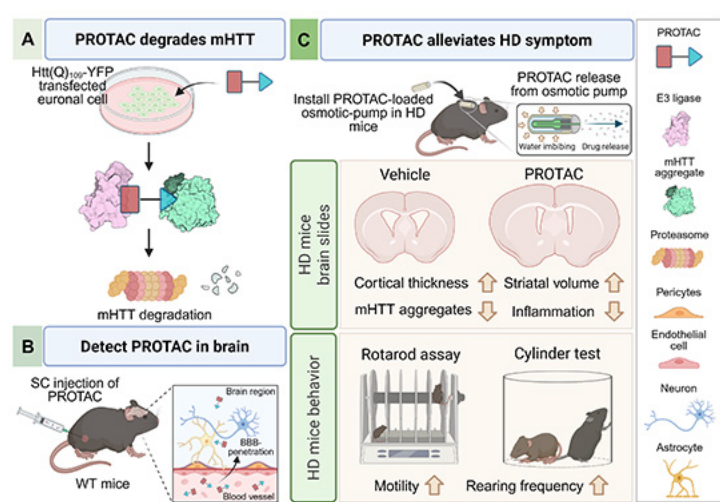 A
PROTAC degrades mHTT
Htt(Q)109-YFP
transfected
euronal cell
mHTT degradation
B
Detect PROTAC in brain
SC injection of
PROTAC
WT mice
Brain region
BBB-
penetration
Blood vessel
C
PROTAC alleviates HD symptom
Install PROTAC-loaded
osmotic-pump in HD
mice
PROTAC release
from osmotic pump
Water imbibing
Drug release
HD mice
brain slides
Vehicle
PROTAC
Cortical thickness
Striatal volume
mHTT aggregates
Inflammation
HD mice behavior
Rotarod assay
Cylinder test
Motility
Rearing frequency
PROTAC
E3 ligase
mHTT
aggregate
Proteasome
Pericytes
Endothelial
cell
Neuron
Astrocyte